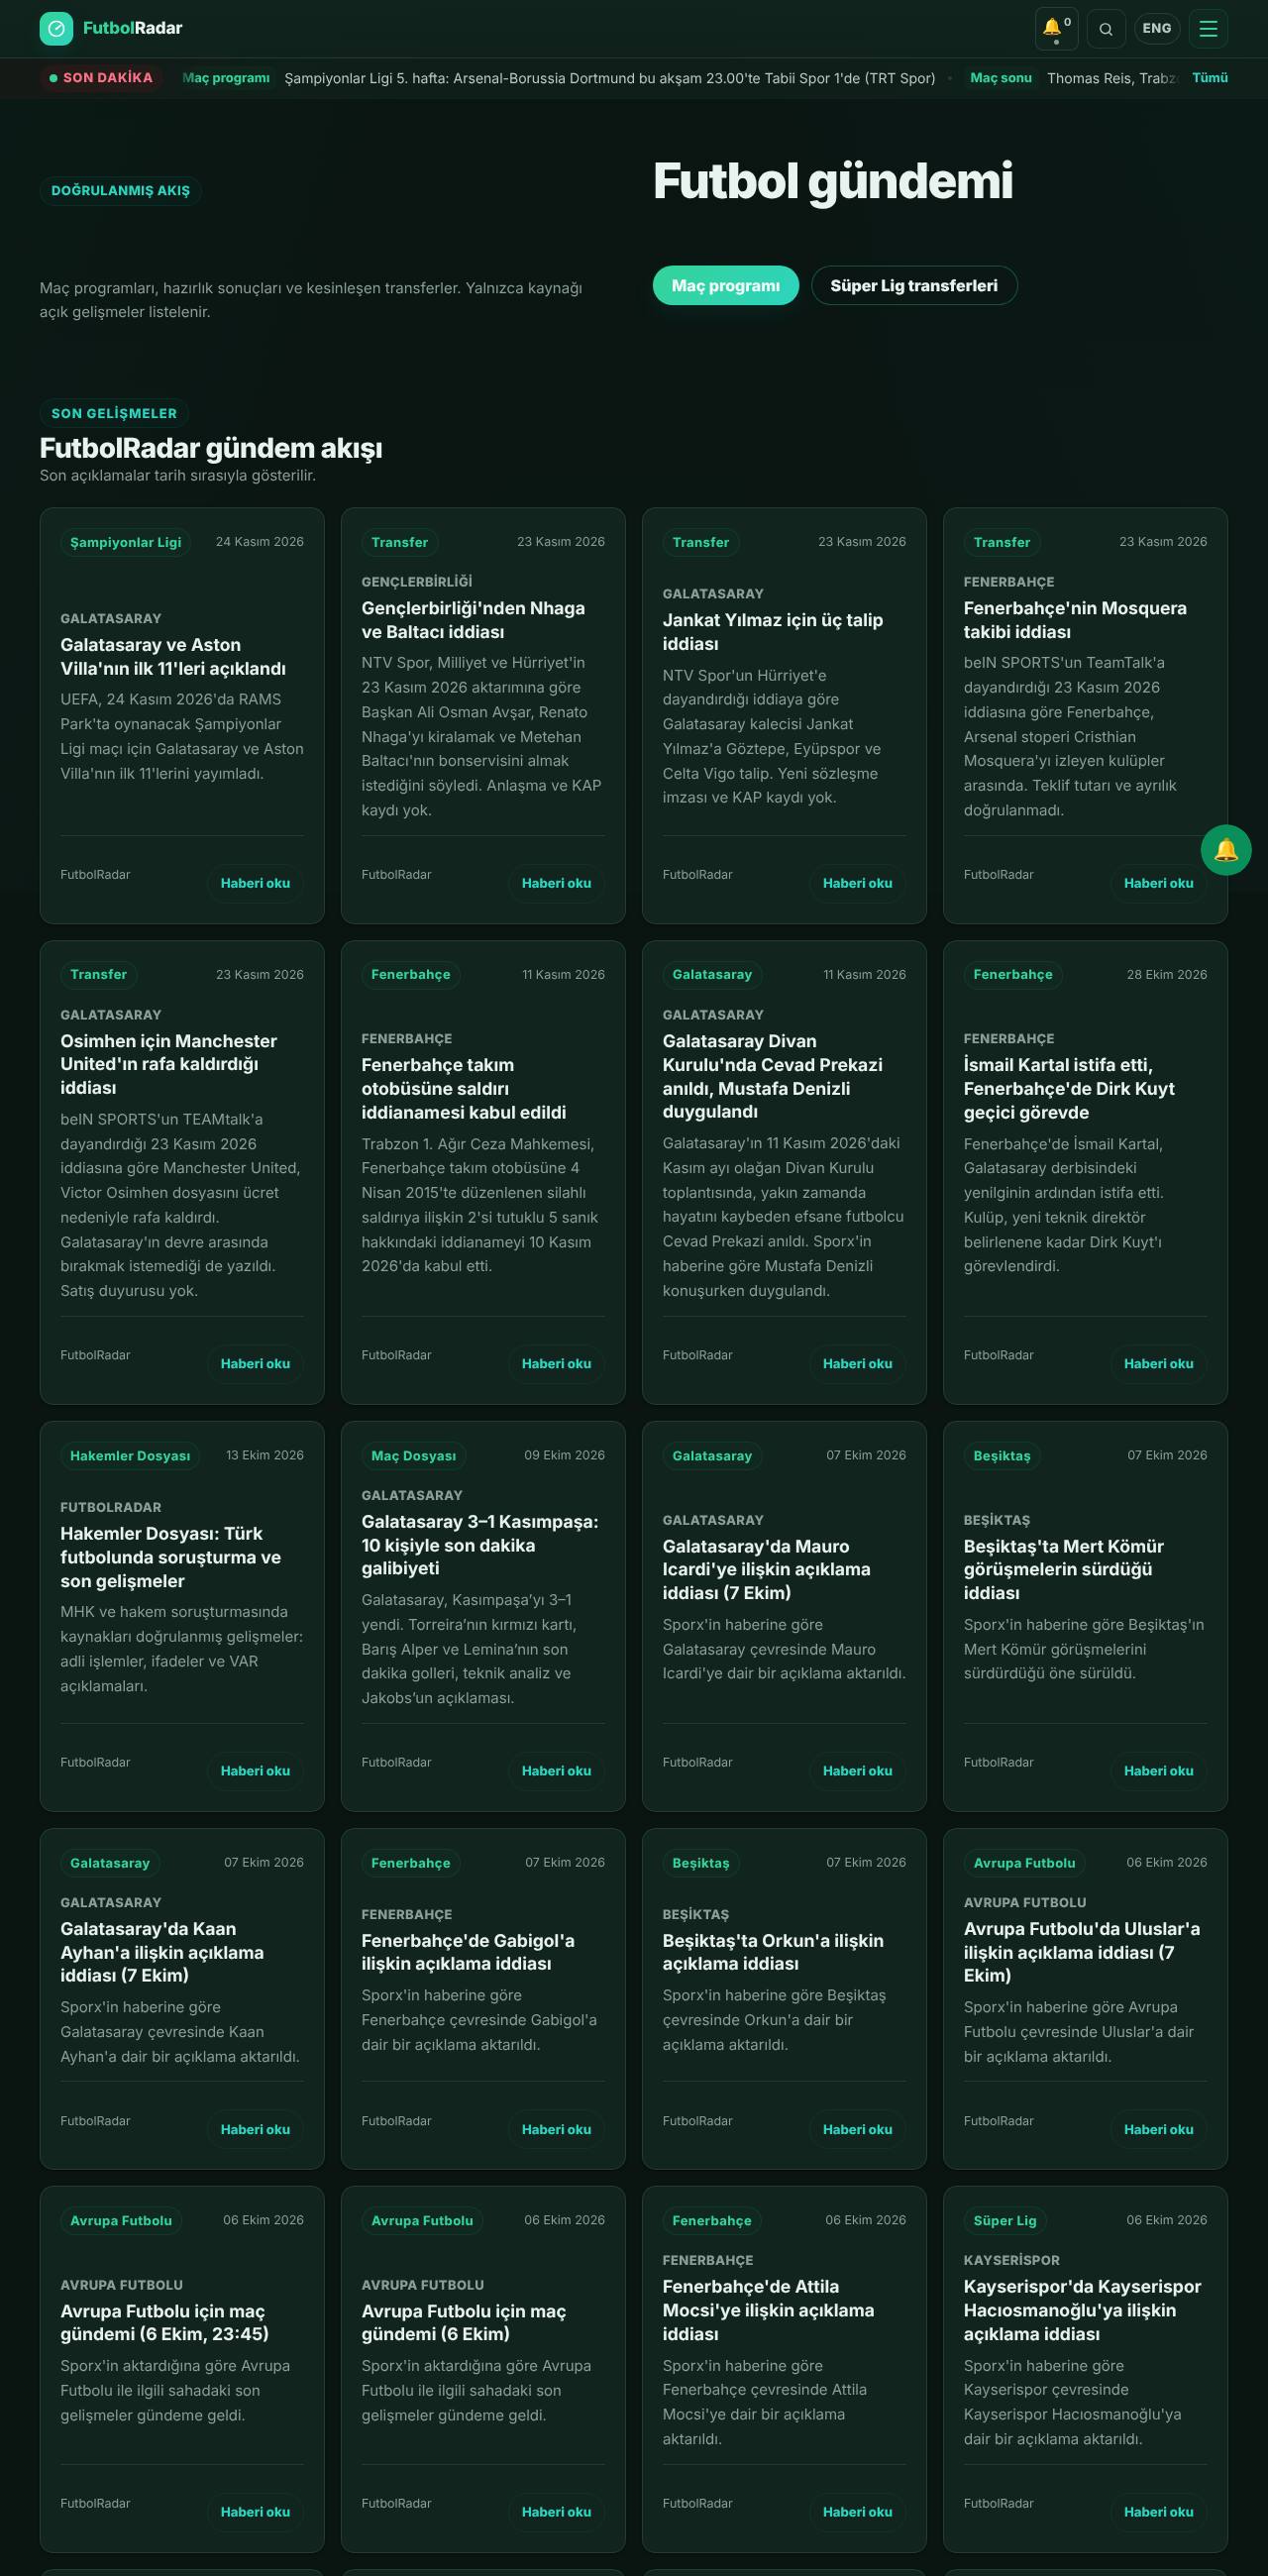 FutbolRadar
🔔 0
ENG
SON DAKİKA
Maç programı Şampiyonlar Ligi 5. hafta: Arsenal-Borussia Dortmund bu akşam 23.00'te Tabii Spor 1'de (TRT Spor) • Maç sonu Thomas Reis, Tümü
DOĞRULANMIŞ AKIŞ
Futbol gündemi
Maç programları, hazırlık sonuçları ve kesinleşen transferler. Yalnızca kaynağı
açık gelişmeler listelenir.
Maç programı
Süper Lig transferleri
SON GELİŞMELER
FutbolRadar gündem akışı
Son açıklamalar tarih sırasıyla gösterilir.
Şampiyonlar Ligi 24 Kasım 2026
GALATASARAY
Galatasaray ve Aston
Villa'nın ilk 11'leri açıklandı
UEFA, 24 Kasım 2026'da RAMS
Park'ta oynanacak Şampiyonlar
Ligi maçı için Galatasaray ve Aston
Villa'nın ilk 11'lerini yayımladı.
FutbolRadar
Haberi oku
Transfer 23 Kasım 2026
GENÇLERBİRLİĞİ
Gençlerbirliği'nden Nhaga
ve Baltacı iddiası
NTV Spor, Milliyet ve Hürriyet'in
23 Kasım 2026 aktarımına göre
Başkan Ali Osman Avşar, Renato
Nhaga'yı kiralamak ve Metehan
Baltacı'nın bonservisini almak
istediğini söyledi. Anlaşma ve KAP
kaydı yok.
FutbolRadar
Haberi oku
Transfer 23 Kasım 2026
GALATASARAY
Jankat Yılmaz için üç talip
iddiası
NTV Spor'un Hürriyet'e
dayandırdığı iddiaya göre
Galatasaray kalecisi Jankat
Yılmaz'a Göztepe, Eyüpspor ve
Celta Vigo talip. Yeni sözleşme
imzası ve KAP kaydı yok.
FutbolRadar
Haberi oku
Transfer 23 Kasım 2026
FENERBAHÇE
Fenerbahçe'nin Mosquera
takibi iddiası
beIN SPORTS'un TeamTalk'a
dayandırdığı 23 Kasım 2026
iddiasına göre Fenerbahçe,
Arsenal stoperi Cristhian
Mosquera'yı izleyen kulüpler
arasında. Teklif tutarı ve ayrılık
doğrulanmadı.
FutbolRadar
Haberi oku
🔔
Transfer 23 Kasım 2026
GALATASARAY
Osimhen için Manchester
United'ın rafa kaldırdığı
iddiası
beIN SPORTS'un TEAMtalk'a
dayandırdığı 23 Kasım 2026
iddiasına göre Manchester United,
Victor Osimhen dosyasını ücret
nedeniyle rafa kaldırdı.
Galatasaray'ın devre arasında
bırakmak istemediği de yazıldı.
Satış duyurusu yok.
FutbolRadar
Haberi oku
Fenerbahçe 11 Kasım 2026
FENERBAHÇE
Fenerbahçe takım
otobüsüne saldırı
iddianamesi kabul edildi
Trabzon 1. Ağır Ceza Mahkemesi,
Fenerbahçe takım otobüsüne 4
Nisan 2015'te düzenlenen silahlı
saldırıya ilişkin 2'si tutuklu 5 sanık
hakkındaki iddianameyi 10 Kasım
2026'da kabul etti.
FutbolRadar
Haberi oku
Galatasaray 11 Kasım 2026
GALATASARAY
Galatasaray Divan
Kurulu'nda Cevad Prekazi
anıldı, Mustafa Denizli
duygulandı
Galatasaray'ın 11 Kasım 2026'daki
Kasım ayı olağan Divan Kurulu
toplantısında, yakın zamanda
hayatını kaybeden efsane futbolcu
Cevad Prekazi anıldı. Sporx'in
haberine göre Mustafa Denizli
konuşurken duygulandı.
FutbolRadar
Haberi oku
Fenerbahçe 28 Ekim 2026
FENERBAHÇE
İsmail Kartal istifa etti,
Fenerbahçe'de Dirk Kuyt
geçici görevde
Fenerbahçe'de İsmail Kartal,
Galatasaray derbisindeki
yenilginin ardından istifa etti.
Kulüp, yeni teknik direktör
belirlenene kadar Dirk Kuyt'ı
görevlendirdi.
FutbolRadar
Haberi oku
Hakemler Dosyası 13 Ekim 2026
FUTBOLRADAR
Hakemler Dosyası: Türk
futbolunda soruşturma ve
son gelişmeler
MHK ve hakem soruşturmasında
kaynakları doğrulanmış gelişmeler:
adli işlemler, ifadeler ve VAR
açıklamaları.
FutbolRadar
Haberi oku
Maç Dosyası 09 Ekim 2026
GALATASARAY
Galatasaray 3–1 Kasımpaşa:
10 kişiyle son dakika
galibiyeti
Galatasaray, Kasımpaşa’yı 3–1
yendi. Torreira’nın kırmızı kartı,
Barış Alper ve Lemina’nın son
dakika golleri, teknik analiz ve
Jakobs’un açıklaması.
FutbolRadar
Haberi oku
Galatasaray 07 Ekim 2026
GALATASARAY
Galatasaray'da Mauro
Icardi'ye ilişkin açıklama
iddiası (7 Ekim)
Sporx'in haberine göre
Galatasaray çevresinde Mauro
Icardi'ye dair bir açıklama aktarıldı.
FutbolRadar
Haberi oku
Beşiktaş 07 Ekim 2026
BEŞİKTAŞ
Beşiktaş'ta Mert Kömür
görüşmelerin sürdüğü
iddiası
Sporx'in haberine göre Beşiktaş'ın
Mert Kömür görüşmelerini
sürdürdüğü öne sürüldü.
FutbolRadar
Haberi oku
Galatasaray 07 Ekim 2026
GALATASARAY
Galatasaray'da Kaan
Ayhan'a ilişkin açıklama
iddiası (7 Ekim)
Sporx'in haberine göre
Galatasaray çevresinde Kaan
Ayhan'a dair bir açıklama aktarıldı.
FutbolRadar
Haberi oku
Fenerbahçe 07 Ekim 2026
FENERBAHÇE
Fenerbahçe'de Gabigol'a
ilişkin açıklama iddiası
Sporx'in haberine göre
Fenerbahçe çevresinde Gabigol'a
dair bir açıklama aktarıldı.
FutbolRadar
Haberi oku
Beşiktaş 07 Ekim 2026
BEŞİKTAŞ
Beşiktaş'ta Orkun'a ilişkin
açıklama iddiası
Sporx'in haberine göre Beşiktaş
çevresinde Orkun'a dair bir
açıklama aktarıldı.
FutbolRadar
Haberi oku
Avrupa Futbolu 06 Ekim 2026
AVRUPA FUTBOLU
Avrupa Futbolu'da Uluslar'a
ilişkin açıklama iddiası (7
Ekim)
Sporx'in haberine göre Avrupa
Futbolu çevresinde Uluslar'a dair
bir açıklama aktarıldı.
FutbolRadar
Haberi oku
Avrupa Futbolu 06 Ekim 2026
AVRUPA FUTBOLU
Avrupa Futbolu için maç
gündemi (6 Ekim, 23:45)
Sporx'in aktardığına göre Avrupa
Futbolu ile ilgili sahadaki son
gelişmeler gündeme geldi.
FutbolRadar
Haberi oku
Avrupa Futbolu 06 Ekim 2026
AVRUPA FUTBOLU
Avrupa Futbolu için maç
gündemi (6 Ekim)
Sporx'in aktardığına göre Avrupa
Futbolu ile ilgili sahadaki son
gelişmeler gündeme geldi.
FutbolRadar
Haberi oku
Fenerbahçe 06 Ekim 2026
FENERBAHÇE
Fenerbahçe'de Attila
Mocsi'ye ilişkin açıklama
iddiası
Sporx'in haberine göre
Fenerbahçe çevresinde Attila
Mocsi'ye dair bir açıklama
aktarıldı.
FutbolRadar
Haberi oku
Süper Lig 06 Ekim 2026
KAYSERİSPOR
Kayserispor'da Kayserispor
Hacıosmanoğlu'ya ilişkin
açıklama iddiası
Sporx'in haberine göre
Kayserispor çevresinde
Kayserispor Hacıosmanoğlu'ya
dair bir açıklama aktarıldı.
FutbolRadar
Haberi oku